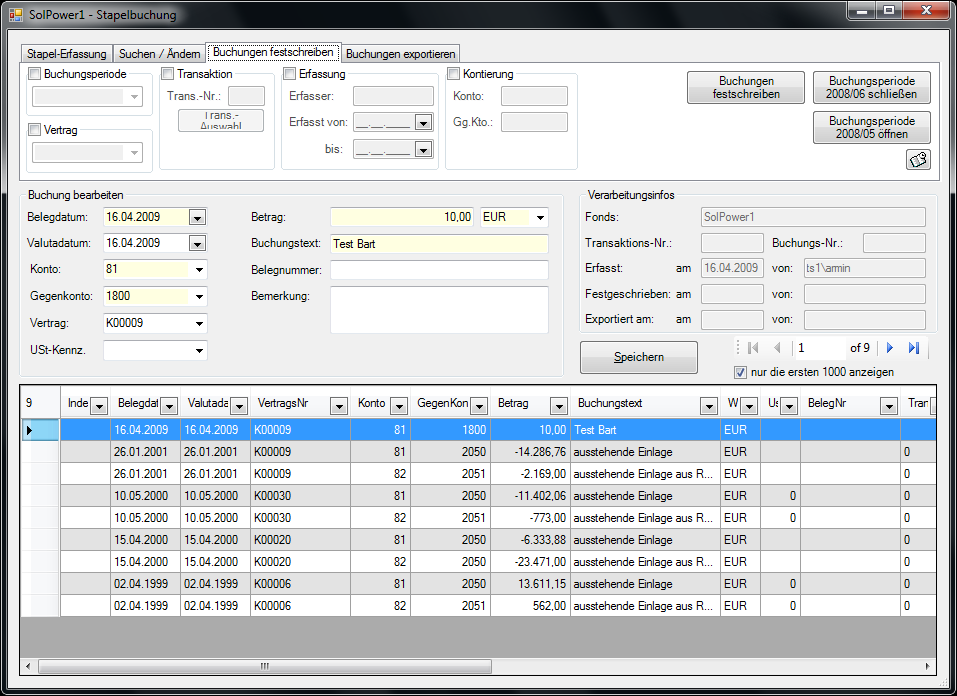 SolPower1 - Stapelbuchung
Stapel-Erfassung Suchen / Ändern Buchungen festschreiben Buchungen exportieren
Buchungsperiode Transaktion Erfassung Kontierung
Trans.-Nr.: Erfasser: Konto:
Trans.-
Auswahl
Erfasst von: __.__.____ Gg.Kto.:
Vertrag
bis: __.__.____
Buchungen
festschreiben
Buchungsperiode
2008/06 schließen
Buchungsperiode
2008/05 öffnen
Buchung bearbeiten
Belegdatum: 16.04.2009 Betrag: 10,00 EUR
Valutadatum: 16.04.2009 Buchungstext: Test Bart
Konto: 81 Belegnummer:
Gegenkonto: 1800 Bemerkung:
Vertrag: K00009
USt-Kennz.
Verarbeitungsinfos
Fonds: SolPower1
Transaktions-Nr.: Buchungs-Nr.:
Erfasst: am 16.04.2009 von: ts1\armin
Festgeschrieben: am von:
Exportiert am: am von:
Speichern
1 of 9
nur die ersten 1000 anzeigen
9 Inde Belegdat Valutada VertragsNr Konto GegenKon Betrag Buchungstext W Us BelegNr Tran
16.04.2009 16.04.2009 K00009 81 1800 10,00 Test Bart EUR
26.01.2001 26.01.2001 K00009 81 2050 -14.286,76 ausstehende Einlage EUR 0
26.01.2001 26.01.2001 K00009 82 2051 -2.169,00 ausstehende Einlage aus R... EUR 0
10.05.2000 10.05.2000 K00030 81 2050 -11.402,06 ausstehende Einlage EUR 0 0
10.05.2000 10.05.2000 K00030 82 2051 -773,00 ausstehende Einlage aus R... EUR 0 0
15.04.2000 15.04.2000 K00020 81 2050 -6.333,88 ausstehende Einlage EUR 0
15.04.2000 15.04.2000 K00020 82 2051 -23.471,00 ausstehende Einlage aus R... EUR 0
02.04.1999 02.04.1999 K00006 81 2050 13.611,15 ausstehende Einlage EUR 0 0
02.04.1999 02.04.1999 K00006 82 2051 562,00 ausstehende Einlage aus R... EUR 0 0